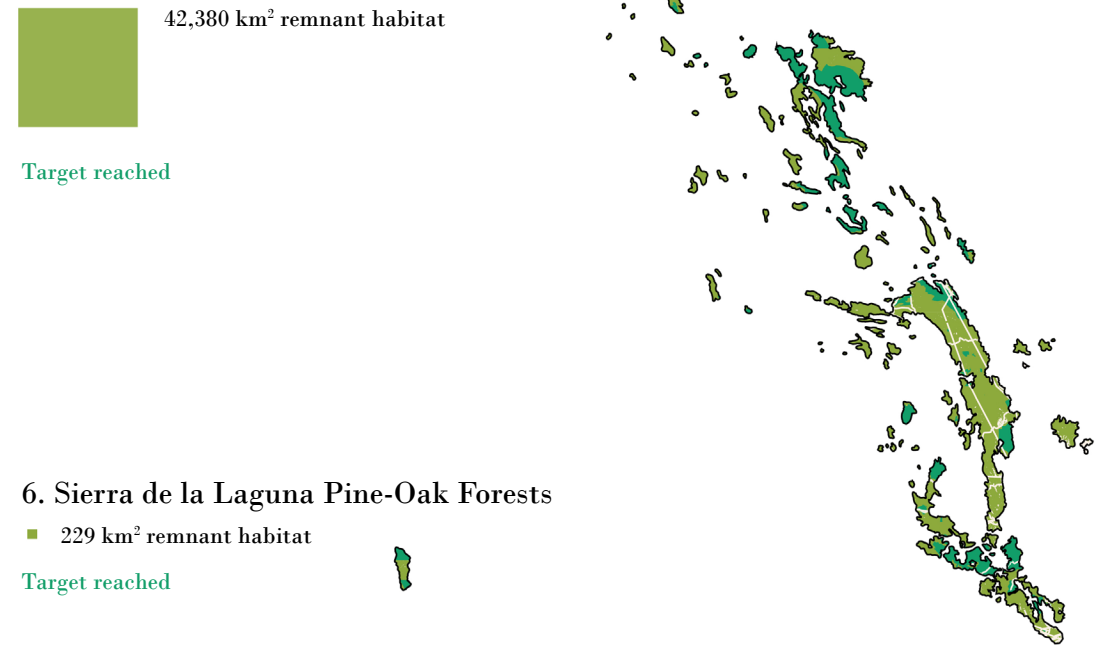 42,380 km² remnant habitat
Target reached
6. Sierra de la Laguna Pine-Oak Forests
229 km² remnant habitat
Target reached